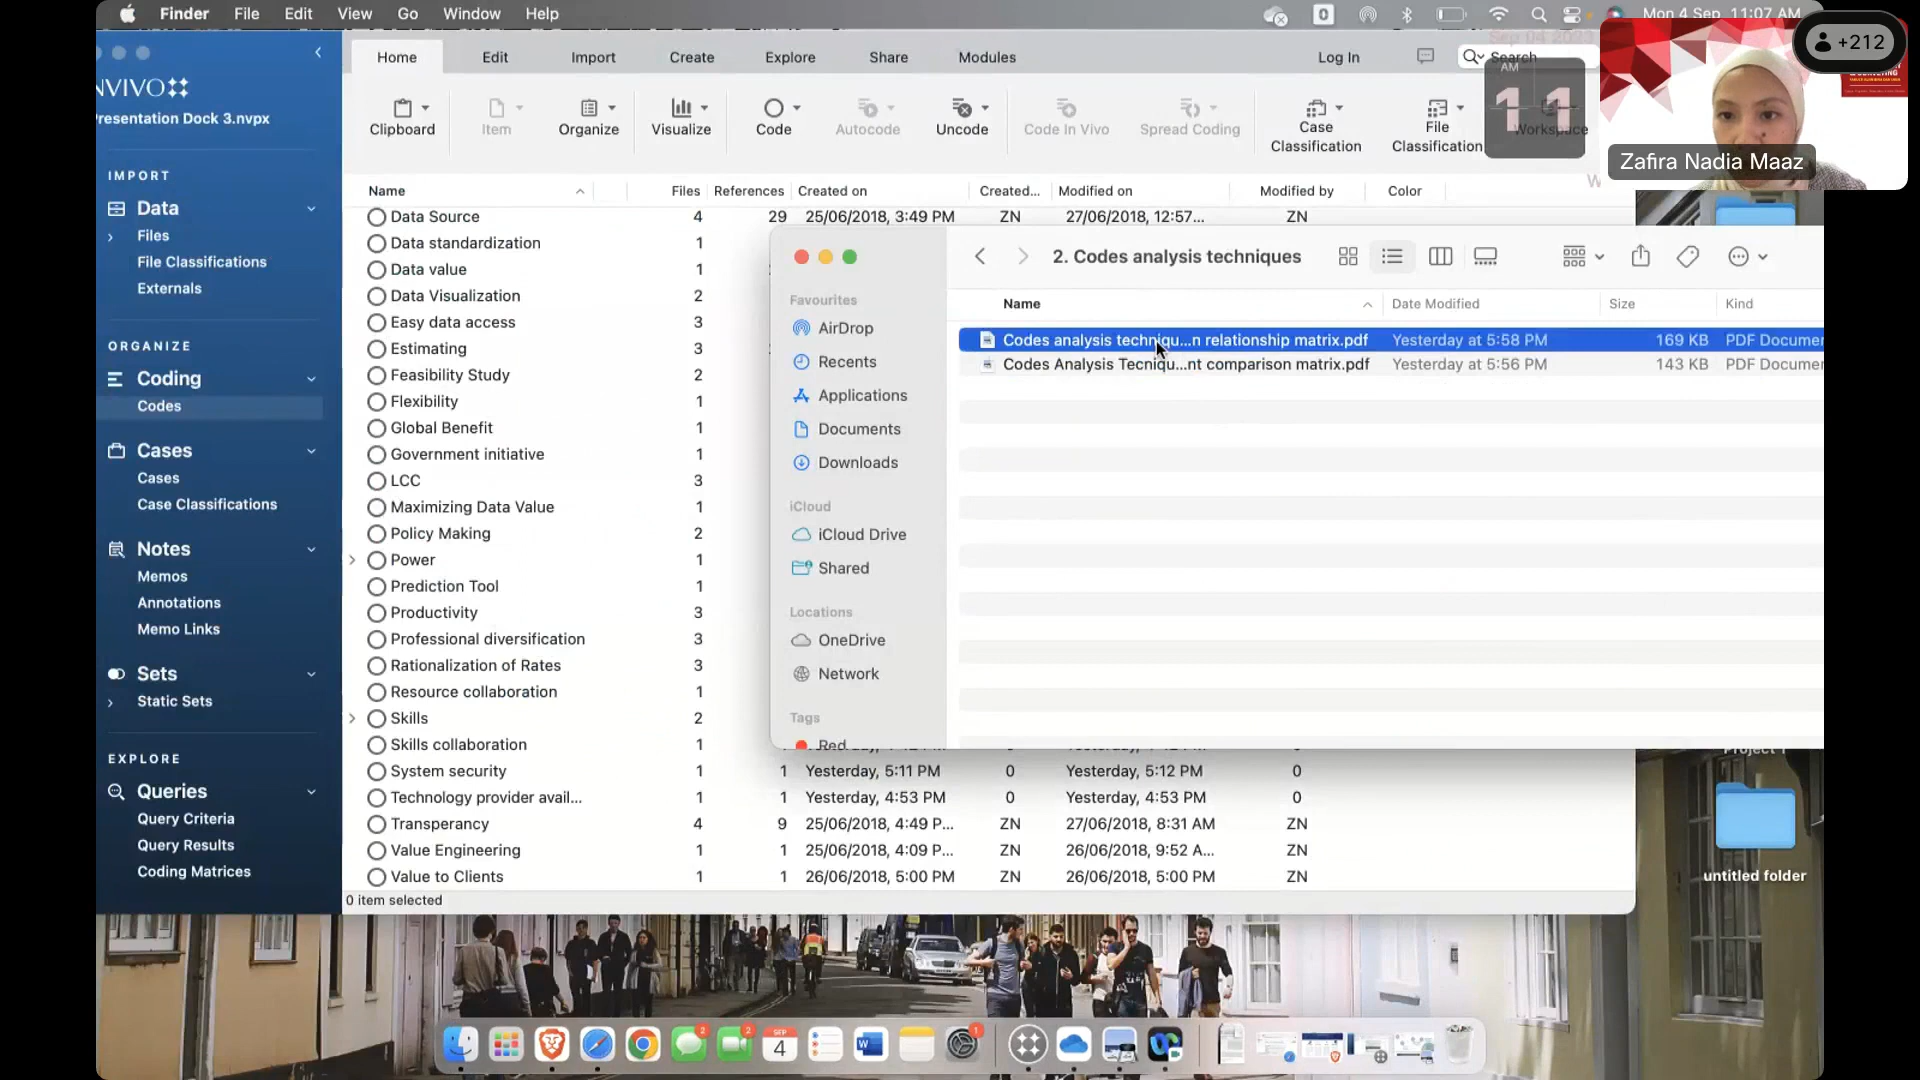 Finder File Edit View Go Window Help
Mon 4 Sep 11:07 AM
+212
Zafira Nadia Maaz
NVIVO
resentation Dock 3.nvpx
Home Edit Import Create Explore Share Modules Log In Search
Clipboard Item Organize Visualize Code Autocode Uncode Code In Vivo Spread Coding Case Classification File Classification Workspace
AM
11
IMPORT
Data
Files
File Classifications
Externals
ORGANIZE
Coding
Codes
Cases
Cases
Case Classifications
Notes
Memos
Annotations
Memo Links
Sets
Static Sets
EXPLORE
Queries
Query Criteria
Query Results
Coding Matrices
Name Files References Created on Created... Modified on Modified by Color
Data Source 4 29 25/06/2018, 3:49 PM ZN 27/06/2018, 12:57... ZN
Data standardization 1
Data value 1
Data Visualization 2
Easy data access 3
Estimating 3
Feasibility Study 2
Flexibility 1
Global Benefit 1
Government initiative 1
LCC 3
Maximizing Data Value 1
Policy Making 2
Power 1
Prediction Tool 1
Productivity 3
Professional diversification 3
Rationalization of Rates 3
Resource collaboration 1
Skills 2
Skills collaboration 1
System security 1 1 Yesterday, 5:11 PM 0 Yesterday, 5:12 PM 0
Technology provider avail... 1 1 Yesterday, 4:53 PM 0 Yesterday, 4:53 PM 0
Transperancy 4 9 25/06/2018, 4:49 P... ZN 27/06/2018, 8:31 AM ZN
Value Engineering 1 1 25/06/2018, 4:09 P... ZN 26/06/2018, 9:52 A... ZN
Value to Clients 1 1 26/06/2018, 5:00 PM ZN 26/06/2018, 5:00 PM ZN
0 item selected
2. Codes analysis techniques
Favourites
AirDrop
Recents
Applications
Documents
Downloads
iCloud
iCloud Drive
Shared
Locations
OneDrive
Network
Tags
Red
Name Date Modified Size Kind
Codes analysis techniqu...n relationship matrix.pdf Yesterday at 5:58 PM 169 KB PDF Documen
Codes Analysis Tecniqu...nt comparison matrix.pdf Yesterday at 5:56 PM 143 KB PDF Documen
untitled folder
2
2
SEP
4
1